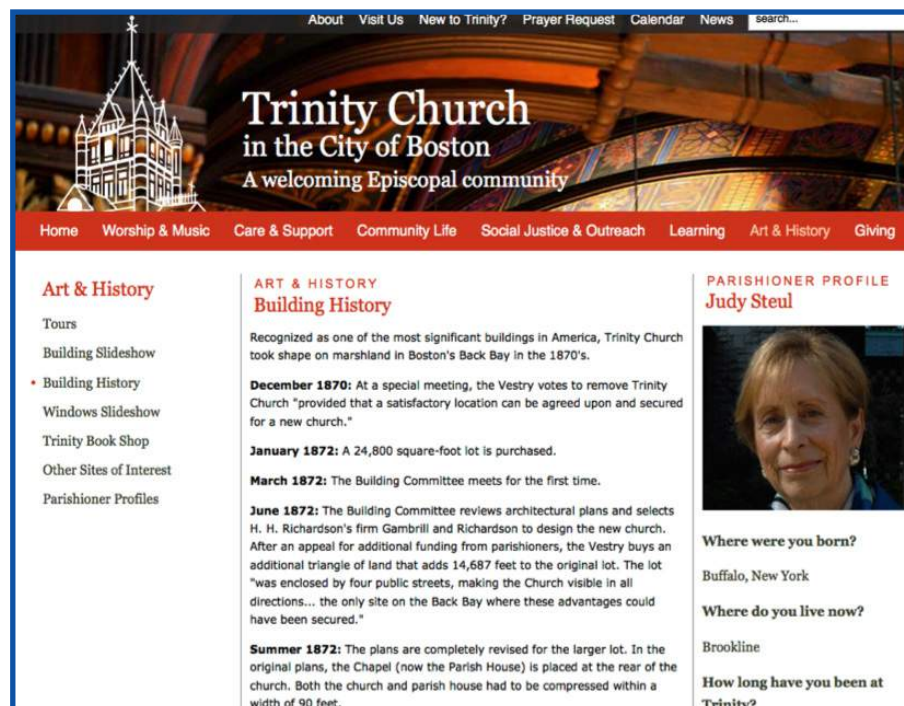 About Visit Us New to Trinity? Prayer Request Calendar News search...
Trinity Church
in the City of Boston
A welcoming Episcopal community
Home Worship & Music Care & Support Community Life Social Justice & Outreach Learning Art & History Giving
Art & History
Tours
Building Slideshow
• Building History
Windows Slideshow
Trinity Book Shop
Other Sites of Interest
Parishioner Profiles
ART & HISTORY
Building History
Recognized as one of the most significant buildings in America, Trinity Church
took shape on marshland in Boston's Back Bay in the 1870's.
December 1870: At a special meeting, the Vestry votes to remove Trinity
Church "provided that a satisfactory location can be agreed upon and secured
for a new church."
January 1872: A 24,800 square-foot lot is purchased.
March 1872: The Building Committee meets for the first time.
June 1872: The Building Committee reviews architectural plans and selects
H. H. Richardson's firm Gambrill and Richardson to design the new church.
After an appeal for additional funding from parishioners, the Vestry buys an
additional triangle of land that adds 14,687 feet to the original lot. The lot
"was enclosed by four public streets, making the Church visible in all
directions... the only site on the Back Bay where these advantages could
have been secured."
Summer 1872: The plans are completely revised for the larger lot. In the
original plans, the Chapel (now the Parish House) is placed at the rear of the
church. Both the church and parish house had to be compressed within a
width of 90 feet.
PARISHIONER PROFILE
Judy Steul
Where were you born?
Buffalo, New York
Where do you live now?
Brookline
How long have you been at
Trinity?